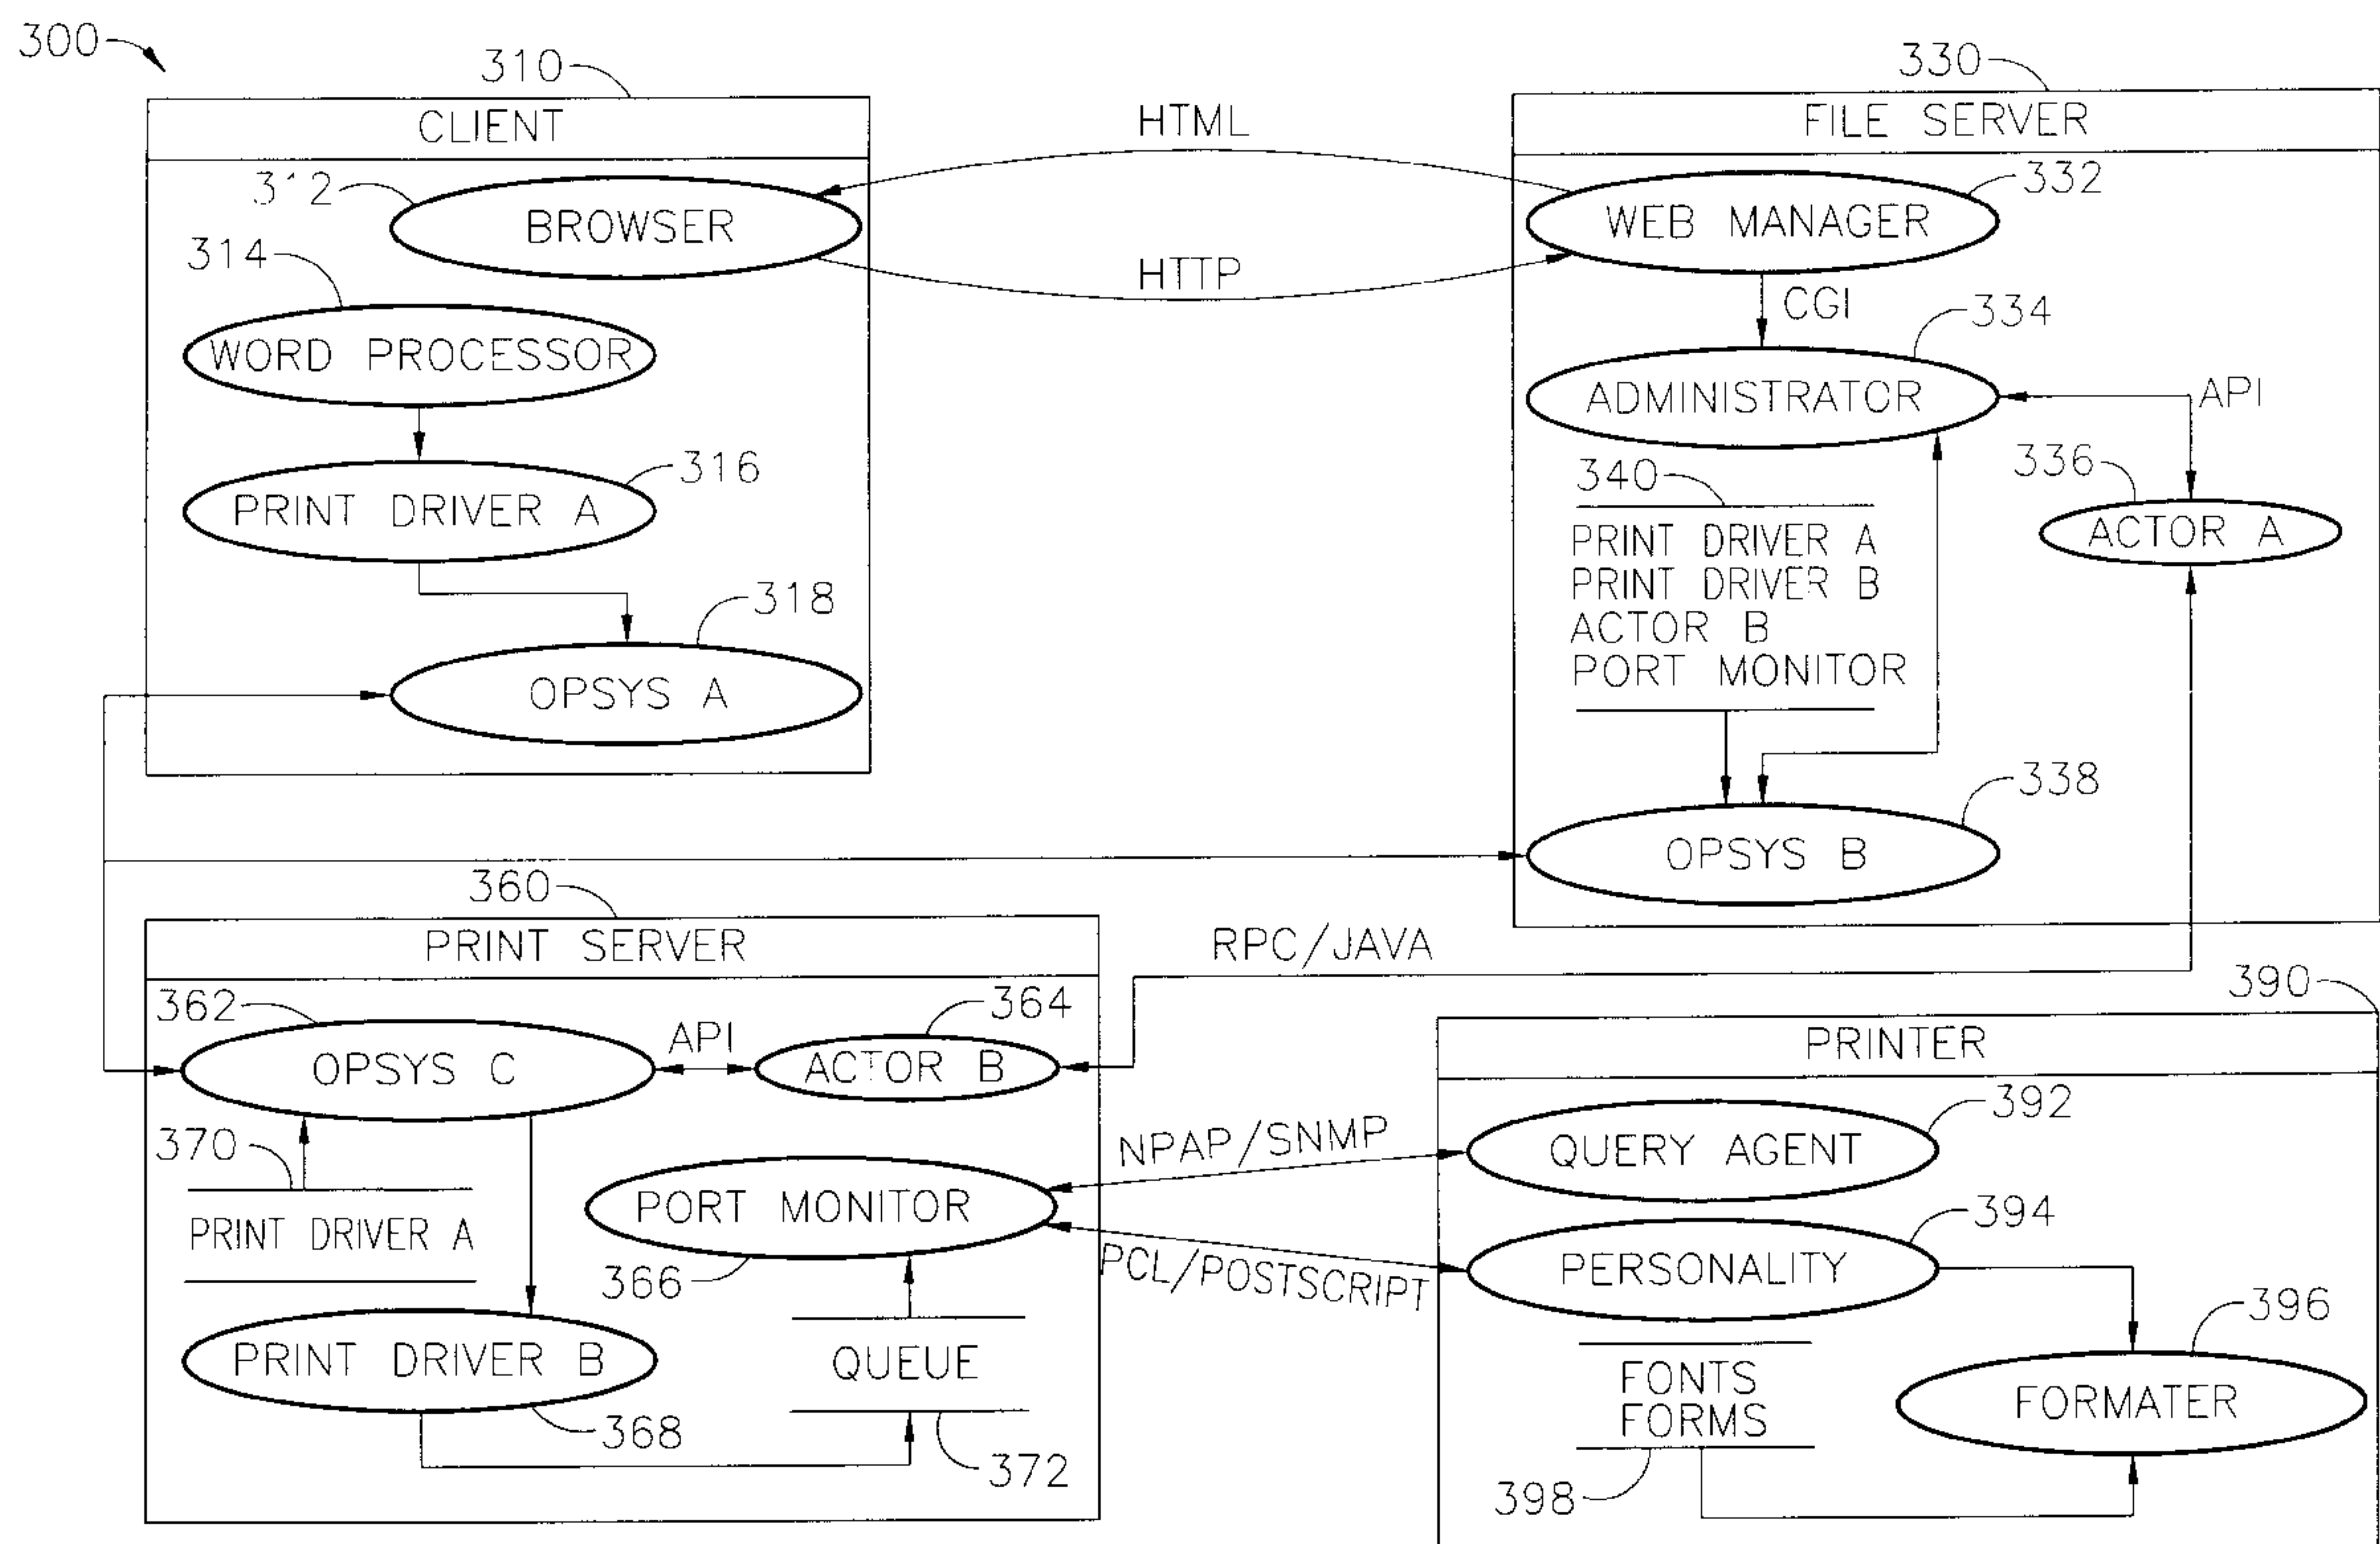 300
310
CLIENT
312
BROWSER
314
WORD PROCESSOR
316
PRINT DRIVER A
318
OPSYS A
HTML
HTTP
330
FILE SERVER
332
WEB MANAGER
CGI
334
ADMINISTRATOR
API
336
ACTOR A
340
PRINT DRIVER A
PRINT DRIVER B
ACTOR B
PORT MONITOR
338
OPSYS B
360
PRINT SERVER
362
OPSYS C
API
364
ACTOR B
RPC/JAVA
370
PRINT DRIVER A
PORT MONITOR
366
PRINT DRIVER B
368
QUEUE
372
NPAP/SNMP
PCL/POSTSCRIPT
390
PRINTER
392
QUERY AGENT
394
PERSONALITY
396
FORMATER
FONTS
FORMS
398